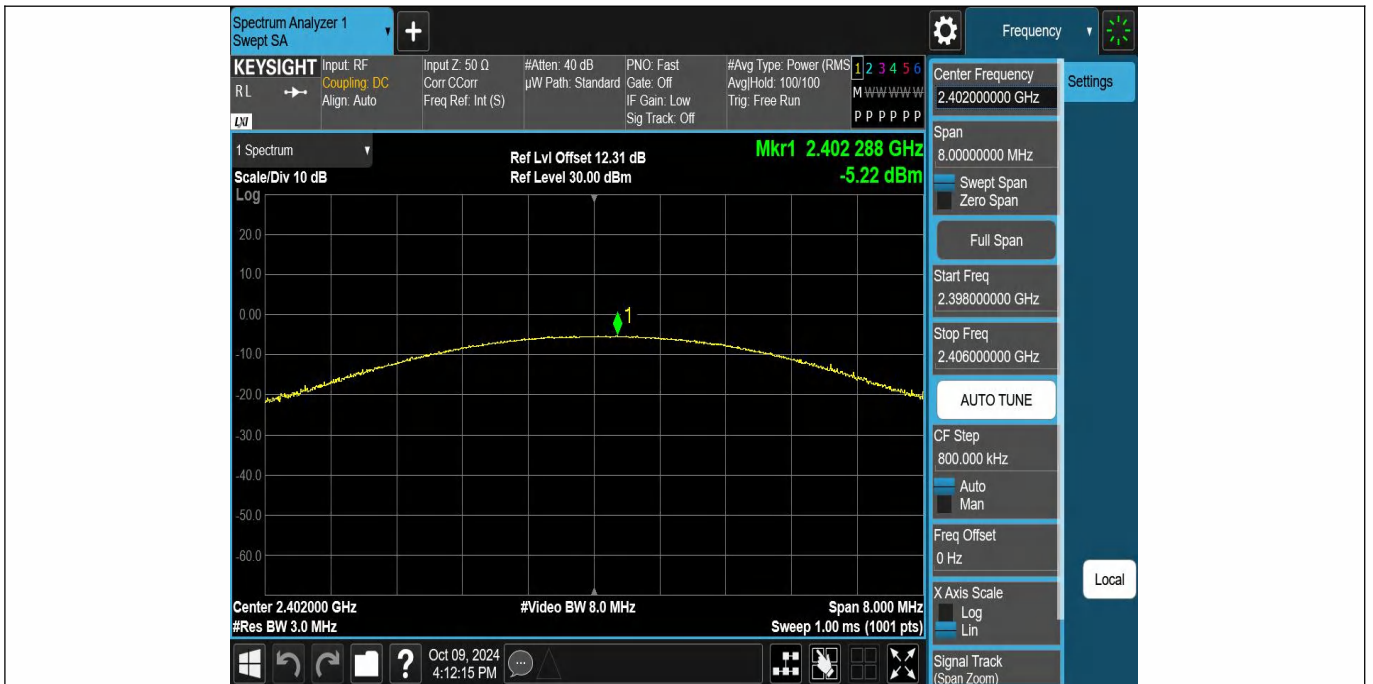 Spectrum Analyzer 1
Swept SA
Frequency
KEYSIGHT
RL
LXI
Input: RF
Coupling: DC
Align: Auto
Input Z: 50 Ω
Corr CCorr
Freq Ref: Int (S)
#Atten: 40 dB
µW Path: Standard
PNO: Fast
Gate: Off
IF Gain: Low
Sig Track: Off
#Avg Type: Power (RMS
Avg|Hold: 100/100
Trig: Free Run
1 2 3 4 5 6
M W W W W W
P P P P P P
1 Spectrum
Scale/Div 10 dB
Ref Lvl Offset 12.31 dB
Ref Level 30.00 dBm
Mkr1 2.402 288 GHz
-5.22 dBm
Log
20.0
10.0
0.00
-10.0
-20.0
-30.0
-40.0
-50.0
-60.0
1
Center 2.402000 GHz
#Res BW 3.0 MHz
#Video BW 8.0 MHz
Span 8.000 MHz
Sweep 1.00 ms (1001 pts)
Oct 09, 2024
4:12:15 PM
Center Frequency
2.402000000 GHz
Span
8.00000000 MHz
Swept Span
Zero Span
Full Span
Start Freq
2.398000000 GHz
Stop Freq
2.406000000 GHz
AUTO TUNE
CF Step
800.000 kHz
Auto
Man
Freq Offset
0 Hz
X Axis Scale
Log
Lin
Signal Track
(Span Zoom)
Settings
Local